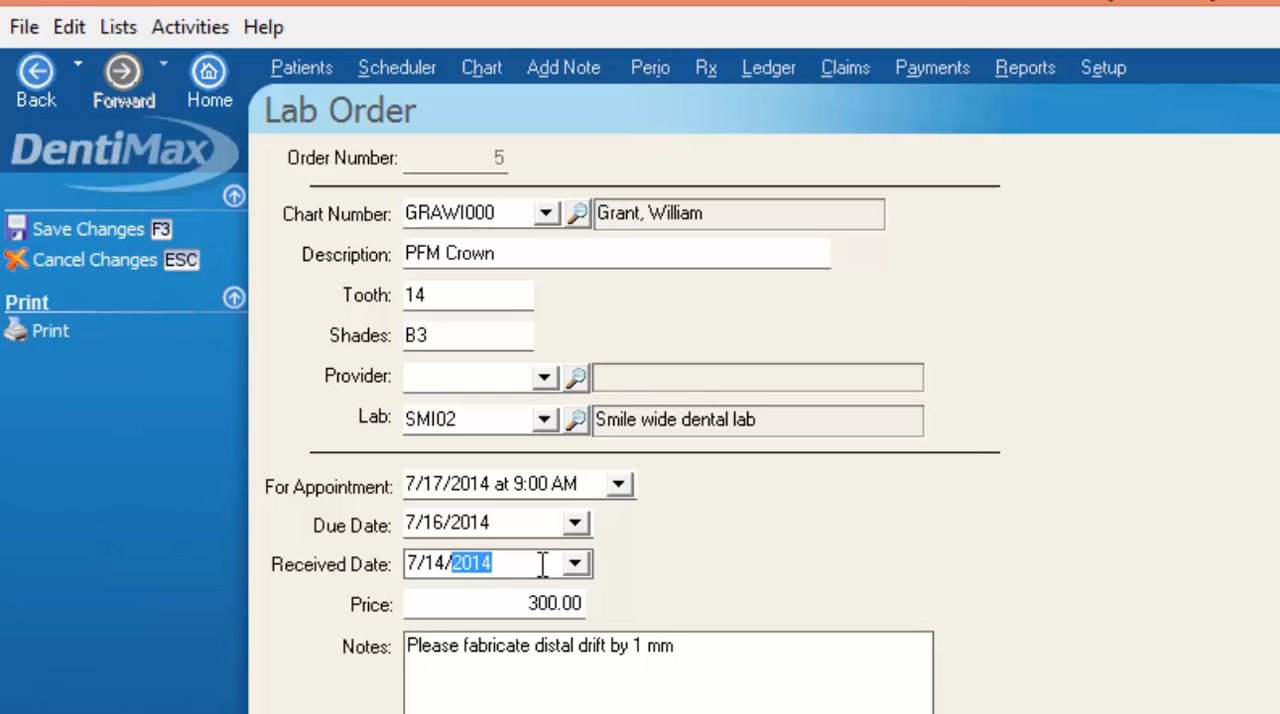 File Edit Lists Activities Help
Back Forward Home
Patients Scheduler Chart Add Note Perio Rx Ledger Claims Payments Reports Setup
Lab Order
DentiMax
Save Changes F3
Cancel Changes ESC
Print
Print
Order Number: 5
Chart Number: GRAWI000 Grant, William
Description: PFM Crown
Tooth: 14
Shades: B3
Provider:
Lab: SMI02 Smile wide dental lab
For Appointment: 7/17/2014 at 9:00 AM
Due Date: 7/16/2014
Received Date: 7/14/2014
Price: 300.00
Notes: Please fabricate distal drift by 1 mm